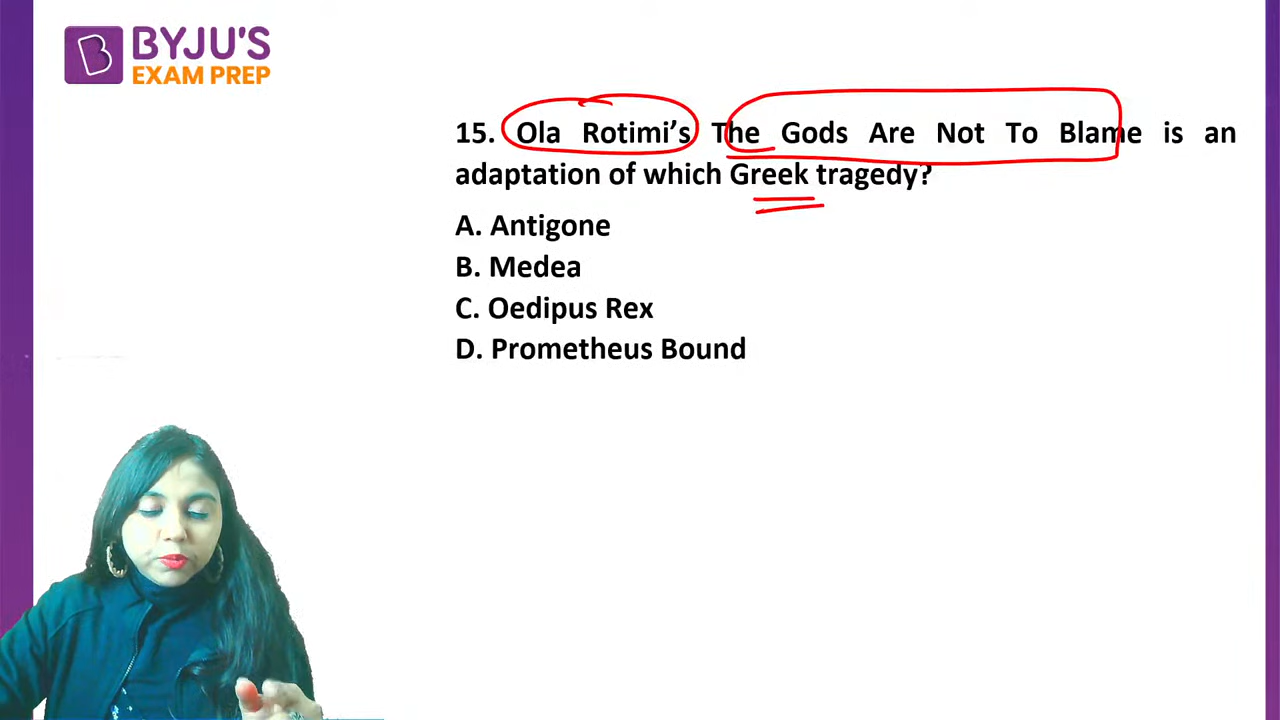 BYJU'S
EXAM PREP
15. Ola Rotimi’s The Gods Are Not To Blame is an
adaptation of which Greek tragedy?
A. Antigone
B. Medea
C. Oedipus Rex
D. Prometheus Bound